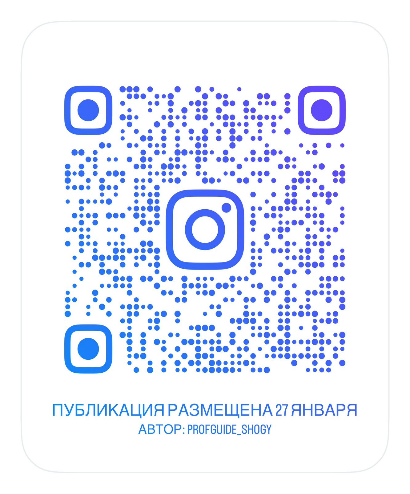 ПУБЛИКАЦИЯ РАЗМЕЩЕНА 27 ЯНВАРЯ
АВТОР: PROFGUIDE_SHOGY